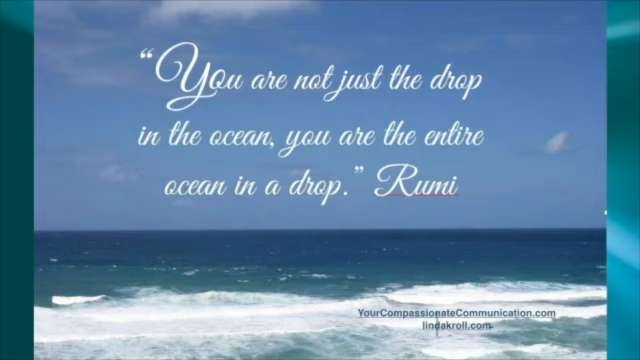 “You are not just the drop
in the ocean, you are the entire
ocean in a drop.” Rumi
YourCompassionateCommunication.com
lindakroll.com